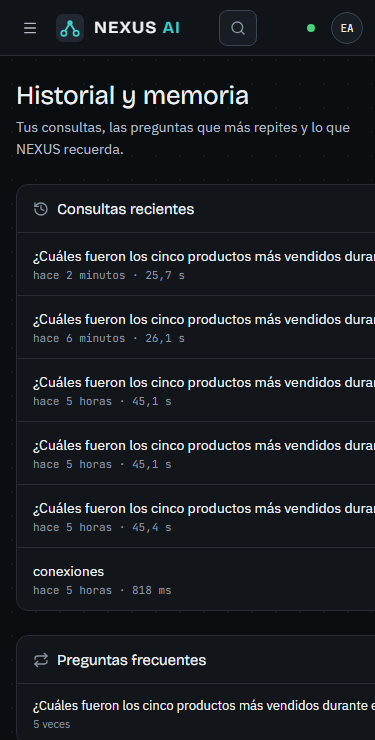 NEXUS AI
EA
Historial y memoria
Tus consultas, las preguntas que más repites y lo que
NEXUS recuerda.
Consultas recientes
¿Cuáles fueron los cinco productos más vendidos
hace 2 minutos · 25,7 s
¿Cuáles fueron los cinco productos más vendidos
hace 6 minutos · 26,1 s
¿Cuáles fueron los cinco productos más vendidos
hace 5 horas · 45,1 s
¿Cuáles fueron los cinco productos más vendidos
hace 5 horas · 45,1 s
¿Cuáles fueron los cinco productos más vendidos
hace 5 horas · 45,4 s
conexiones
hace 5 horas · 818 ms
Preguntas frecuentes
¿Cuáles fueron los cinco productos más vendidos durante
5 veces